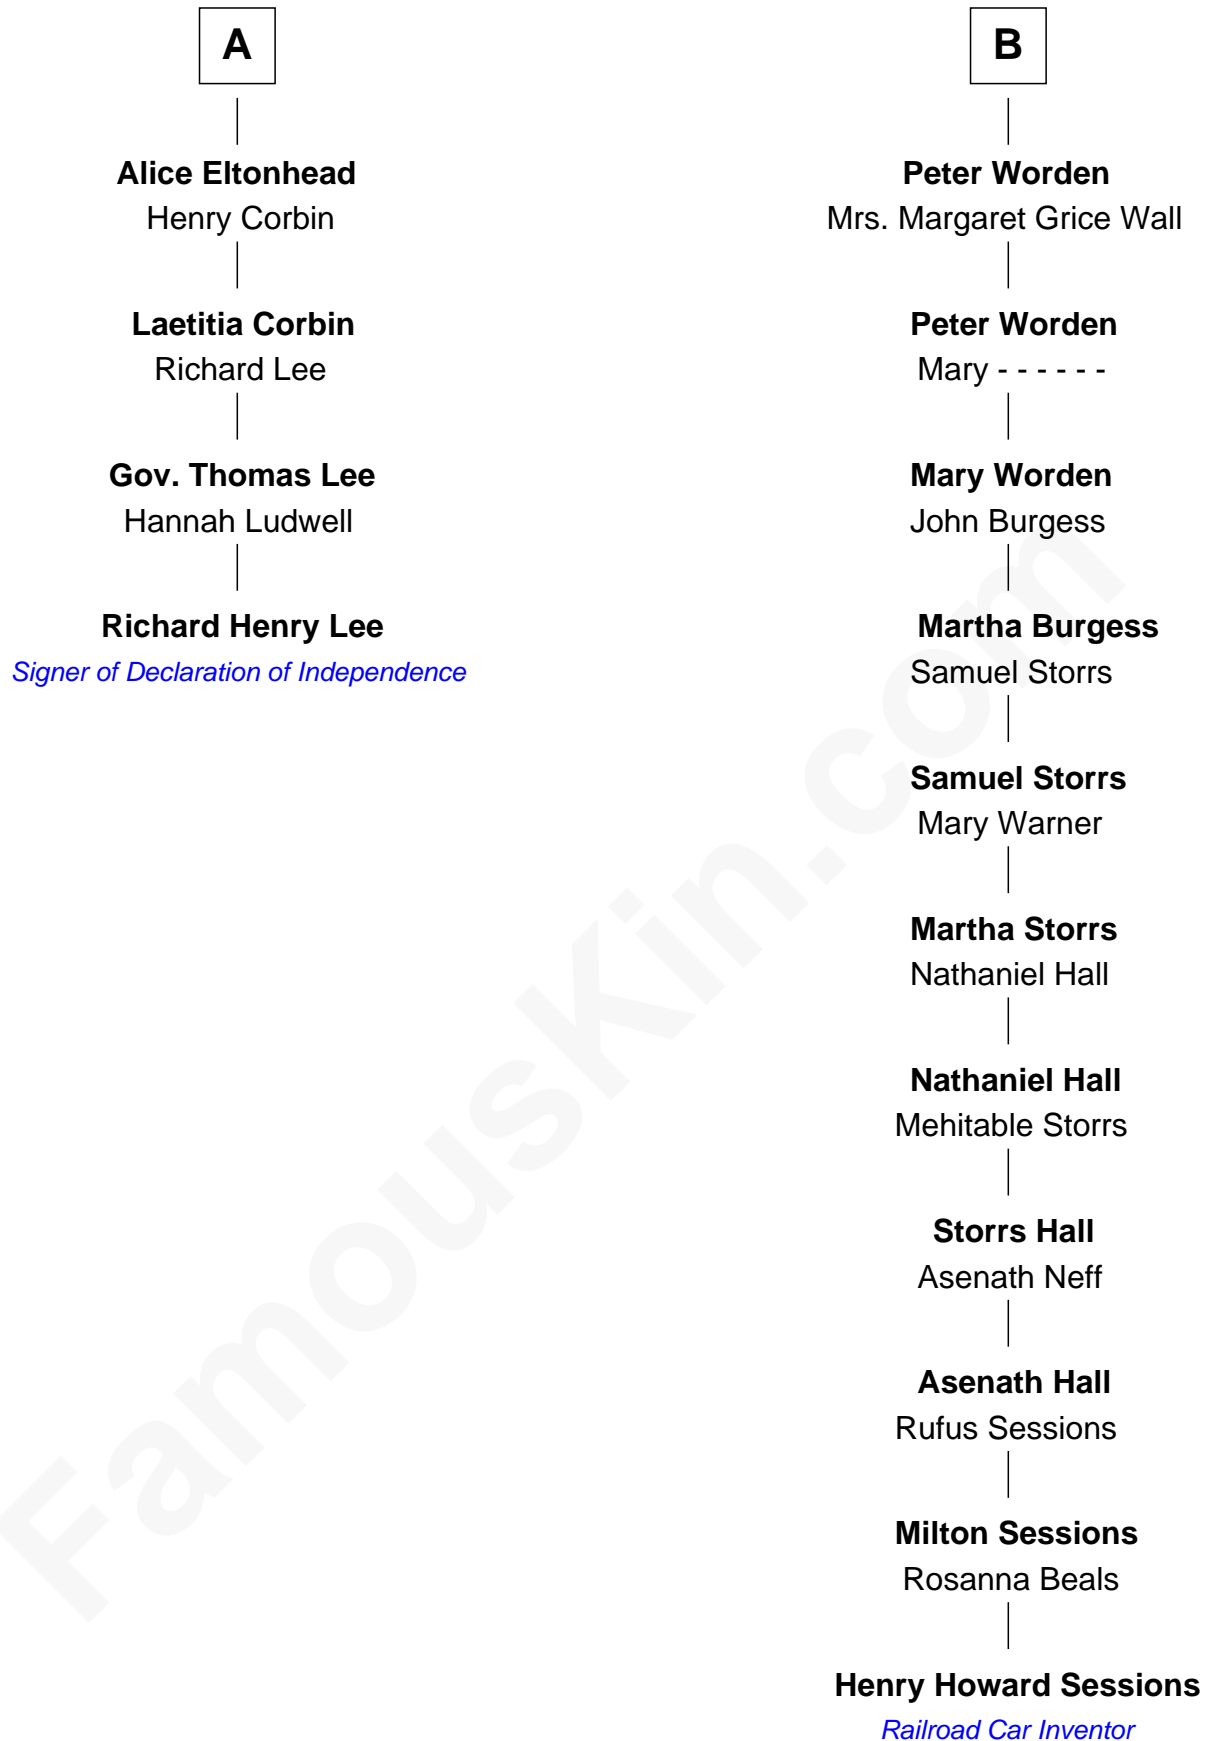 A
Alice Eltonhead
Henry Corbin
Laetitia Corbin
Richard Lee
Gov. Thomas Lee
Hannah Ludwell
Richard Henry Lee
Signer of Declaration of Independence
B
Peter Worden
Mrs. Margaret Grice Wall
Peter Worden
Mary - - - - - -
Mary Worden
John Burgess
Martha Burgess
Samuel Storrs
Samuel Storrs
Mary Warner
Martha Storrs
Nathaniel Hall
Nathaniel Hall
Mehitable Storrs
Storrs Hall
Asenath Neff
Asenath Hall
Rufus Sessions
Milton Sessions
Rosanna Beals
Henry Howard Sessions
Railroad Car Inventor
FamousKin.com